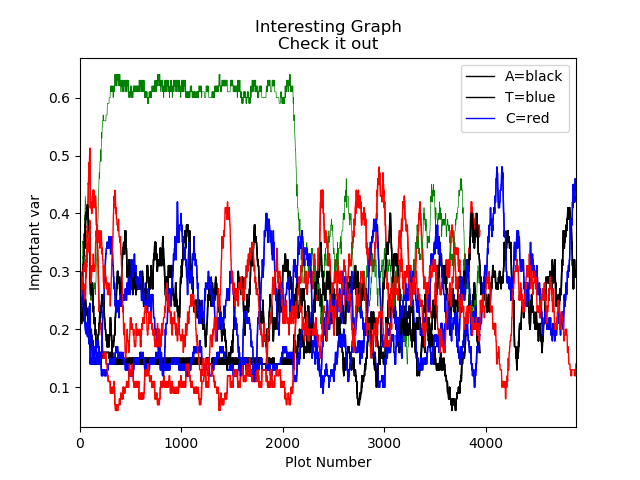 Interesting Graph
Check it out
A=black
T=blue
C=red
0.6
0.5
0.4
0.3
0.2
0.1
Important var
0 1000 2000 3000 4000
Plot Number